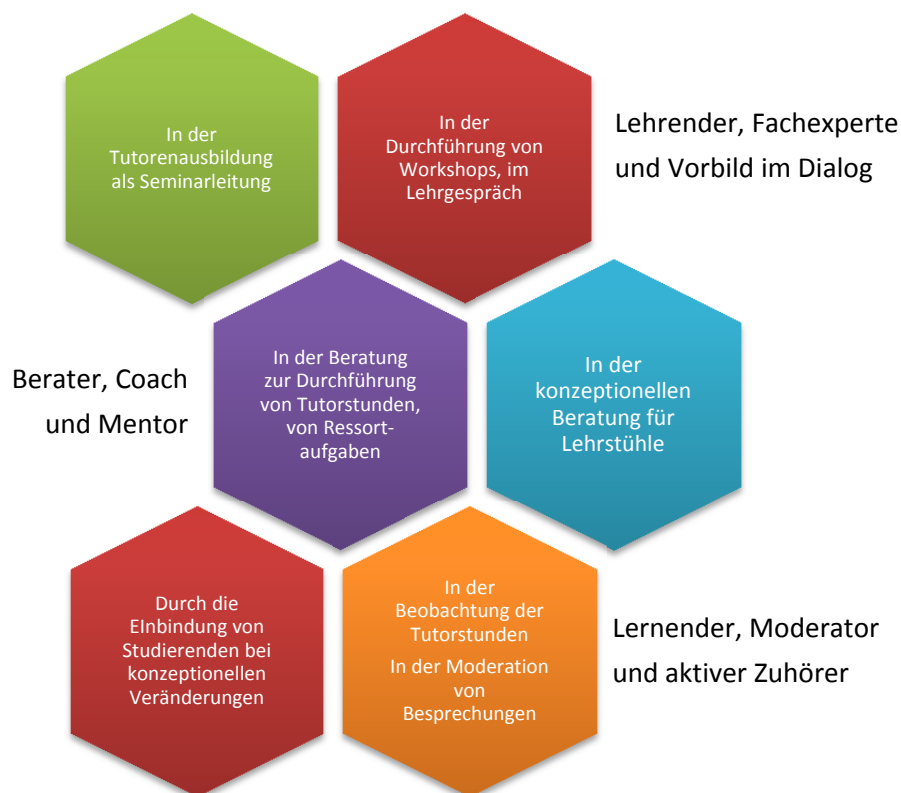 In der
Tutorenausbildung
als Seminarleitung
In der
Durchführung von
Workshops, im
Lehrgespräch
Lehrender, Fachexperte
und Vorbild im Dialog
Berater, Coach
und Mentor
In der Beratung
zur Durchführung
von Tutorstunden,
von Ressort-
aufgaben
In der
konzeptionellen
Beratung für
Lehrstühle
Durch die
EInbindung von
Studierenden bei
konzeptionellen
Veränderungen
In der
Beobachtung der
Tutorstunden
In der Moderation
von
Besprechungen
Lernender, Moderator
und aktiver Zuhörer